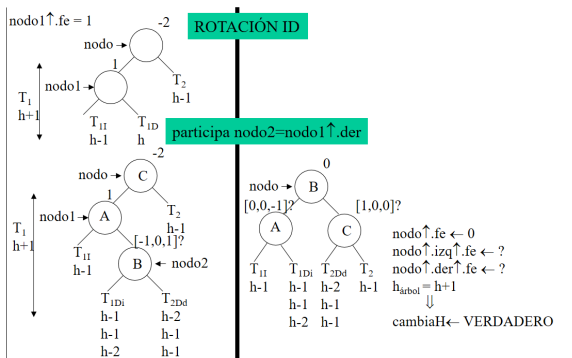 nodo1↑.fe = 1
ROTACIÓN ID
-2
nodo
1
nodo1
T1
h+1
T2
h-1
T1I
h-1
T1D
h
participa nodo2=nodo1↑.der
-2
nodo
C
1
nodo1
A
T1
h+1
T2
h-1
T1I
h-1
[-1,0,1]?
B
nodo2
T1Di T2Dd
h-1 h-2
h-1 h-1
h-2 h-1
0
nodo
B
[0,0,-1]? [1,0,0]?
A
C
T1I T1Di T2Dd T2
h-1 h-1 h-2 h-1
h-1 h-1
h-2 h-1
nodo↑.fe ← 0
nodo↑.izq↑.fe ← ?
nodo↑.der↑.fe ← ?
hárbol = h+1
⇓
cambiaH← VERDADERO